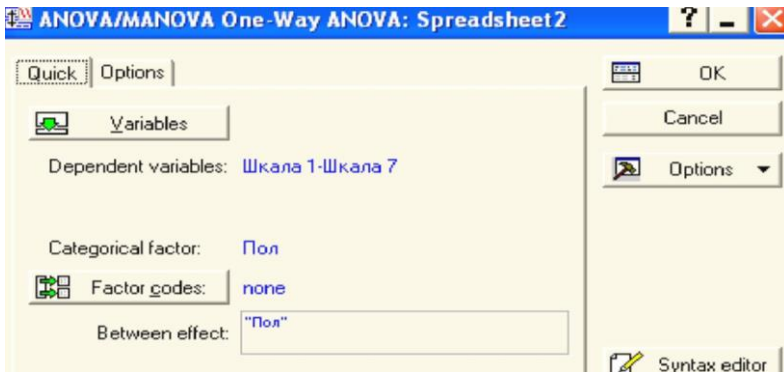 ANOVA/MANOVA One-Way ANOVA: Spreadsheet2
Quick Options
OK
Variables
Cancel
Dependent variables: Шкала 1-Шкала 7
Options
Categorical factor: Пол
Factor codes: none
Between effect: "Пол"
Syntax editor